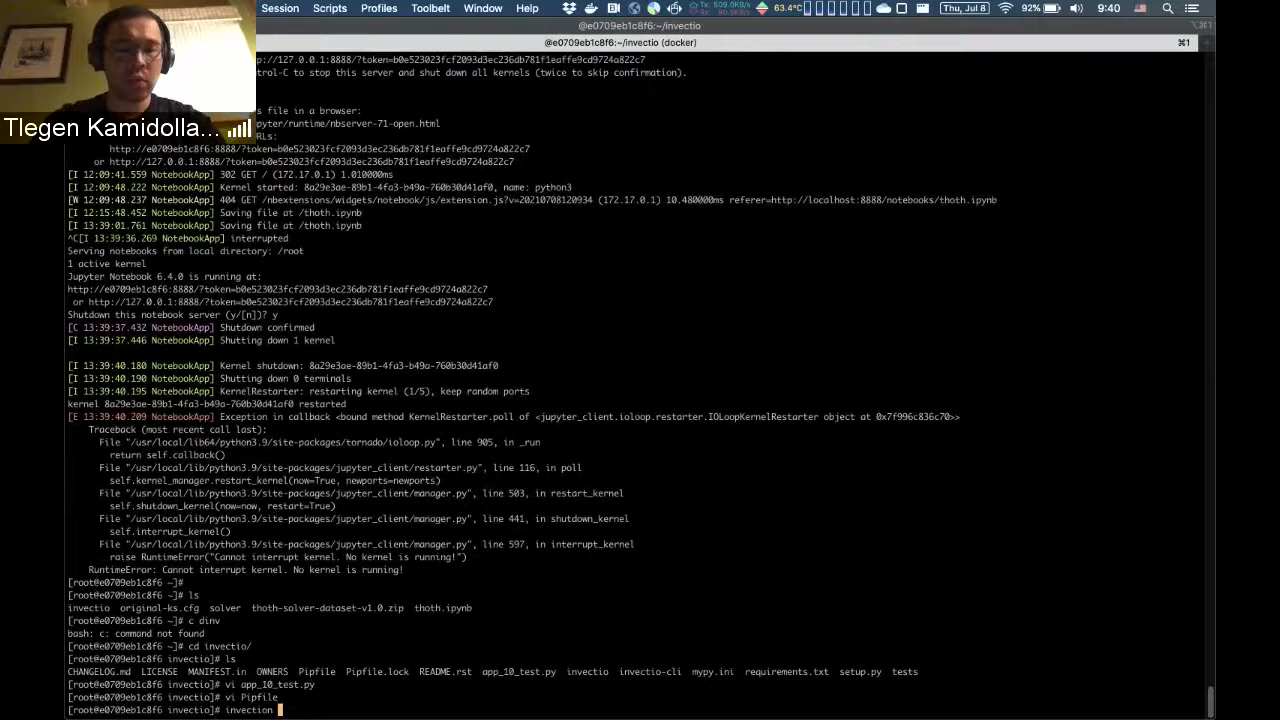 Session Scripts Profiles Toolbelt Window Help 63.4°C 92% Thu, Jul 8 9:40
@e0709eb1c8f6:~/invectio
@e0709eb1c8f6:~/invectio (docker) ⌘1
Tlegen Kamidolla...
p://127.0.0.1:8888/?token=b0e523023fcf2093d3ec236db781f1eaffe9cd9724a822c7
trol-C to stop this server and shut down all kernels (twice to skip confirmation).
s file in a browser:
pyter/runtime/nbserver-71-open.html
RLs:
http://e0709eb1c8f6:8888/?token=b0e523023fcf2093d3ec236db781f1eaffe9cd9724a822c7
or http://127.0.0.1:8888/?token=b0e523023fcf2093d3ec236db781f1eaffe9cd9724a822c7
[I 12:09:41.559 NotebookApp] 302 GET / (172.17.0.1) 1.010000ms
[I 12:09:48.222 NotebookApp] Kernel started: 8a29e3ae-89b1-4fa3-b49a-760b30d41af0, name: python3
[W 12:09:48.237 NotebookApp] 404 GET /nbextensions/widgets/notebook/js/extension.js?v=20210708120934 (172.17.0.1) 10.480000ms referer=http://localhost:8888/notebooks/thoth.ipynb
[I 12:15:48.452 NotebookApp] Saving file at /thoth.ipynb
[I 13:39:01.761 NotebookApp] Saving file at /thoth.ipynb
^C[I 13:39:36.269 NotebookApp] interrupted
Serving notebooks from local directory: /root
1 active kernel
Jupyter Notebook 6.4.0 is running at:
http://e0709eb1c8f6:8888/?token=b0e523023fcf2093d3ec236db781f1eaffe9cd9724a822c7
or http://127.0.0.1:8888/?token=b0e523023fcf2093d3ec236db781f1eaffe9cd9724a822c7
Shutdown this notebook server (y/[n])? y
[C 13:39:37.432 NotebookApp] Shutdown confirmed
[I 13:39:37.446 NotebookApp] Shutting down 1 kernel
[I 13:39:40.180 NotebookApp] Kernel shutdown: 8a29e3ae-89b1-4fa3-b49a-760b30d41af0
[I 13:39:40.190 NotebookApp] Shutting down 0 terminals
[I 13:39:40.195 NotebookApp] KernelRestarter: restarting kernel (1/5), keep random ports
kernel 8a29e3ae-89b1-4fa3-b49a-760b30d41af0 restarted
[E 13:39:40.209 NotebookApp] Exception in callback <bound method KernelRestarter.poll of <jupyter_client.ioloop.restarter.IOLoopKernelRestarter object at 0x7f996c836c70>>
Traceback (most recent call last):
File "/usr/local/lib64/python3.9/site-packages/tornado/ioloop.py", line 905, in _run
return self.callback()
File "/usr/local/lib/python3.9/site-packages/jupyter_client/restarter.py", line 116, in poll
self.kernel_manager.restart_kernel(now=True, newports=newports)
File "/usr/local/lib/python3.9/site-packages/jupyter_client/manager.py", line 503, in restart_kernel
self.shutdown_kernel(now=now, restart=True)
File "/usr/local/lib/python3.9/site-packages/jupyter_client/manager.py", line 441, in shutdown_kernel
self.interrupt_kernel()
File "/usr/local/lib/python3.9/site-packages/jupyter_client/manager.py", line 597, in interrupt_kernel
raise RuntimeError("Cannot interrupt kernel. No kernel is running!")
RuntimeError: Cannot interrupt kernel. No kernel is running!
[root@e0709eb1c8f6 ~]#
[root@e0709eb1c8f6 ~]# ls
invectio original-ks.cfg solver thoth-solver-dataset-v1.0.zip thoth.ipynb
[root@e0709eb1c8f6 ~]# c dinv
bash: c: command not found
[root@e0709eb1c8f6 ~]# cd invectio/
[root@e0709eb1c8f6 invectio]# ls
CHANGELOG.md LICENSE MANIFEST.in OWNERS Pipfile Pipfile.lock README.rst app_10_test.py invectio invectio-cli mypy.ini requirements.txt setup.py tests
[root@e0709eb1c8f6 invectio]# vi app_10_test.py
[root@e0709eb1c8f6 invectio]# vi Pipfile
[root@e0709eb1c8f6 invectio]# invection